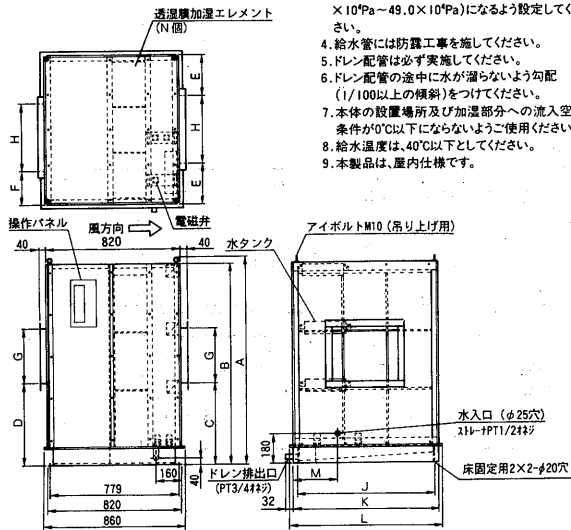 透湿膜加湿エレメント
(N個)
×10⁴Pa～49.0×10⁴Pa)になるよう設定してく
さい。
4.給水管には防露工事を施してください。
5.ドレン配管は必ず実施してください。
6.ドレン配管の途中に水が溜らないよう勾配
(1/100以上の傾斜)をつけてください。
7.本体の設置場所及び加湿部分への流入空
条件が0℃以下にならないようご使用ください
8.給水温度は、40℃以下としてください。
9.本製品は、屋内仕様です。
E
H
H
F
E
操作パネル
風方向
電磁弁
40
820
40
アイボルトM10(吊り上げ用)
水タンク
G
D
G
C
B
A
160
40
779
820
860
ドレン排出口
(PT3/4オネジ)
180
32
M
水入口(φ25穴)
ストレーナPT1/2オネジ
床固定用2×2-φ20穴
J
K
L